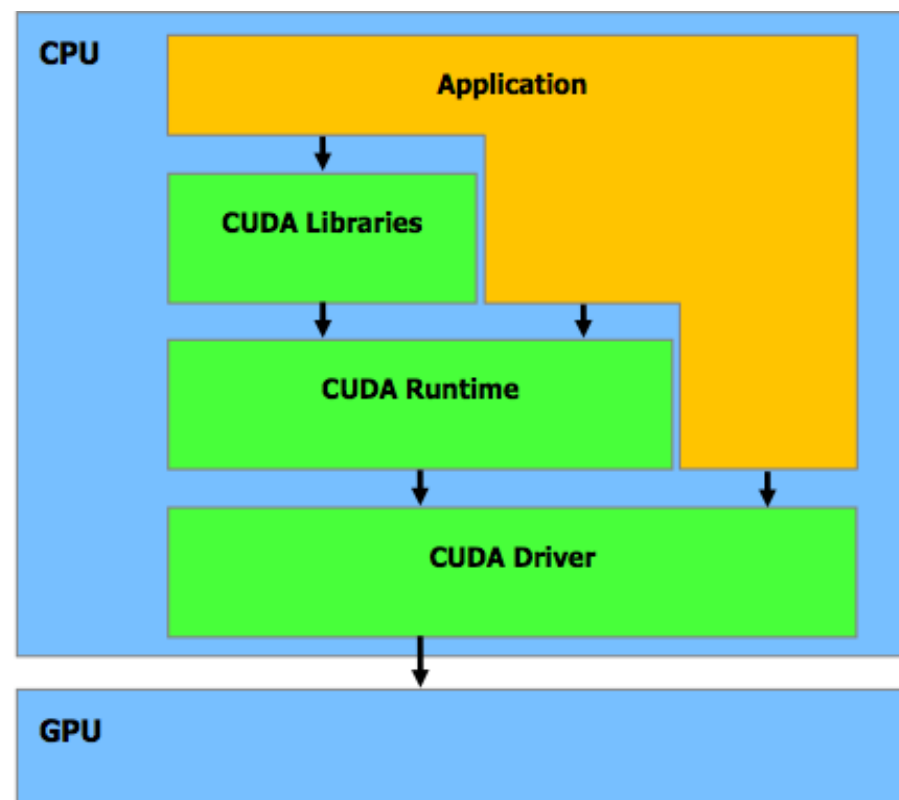 CPU
Application
CUDA Libraries
CUDA Runtime
CUDA Driver
GPU